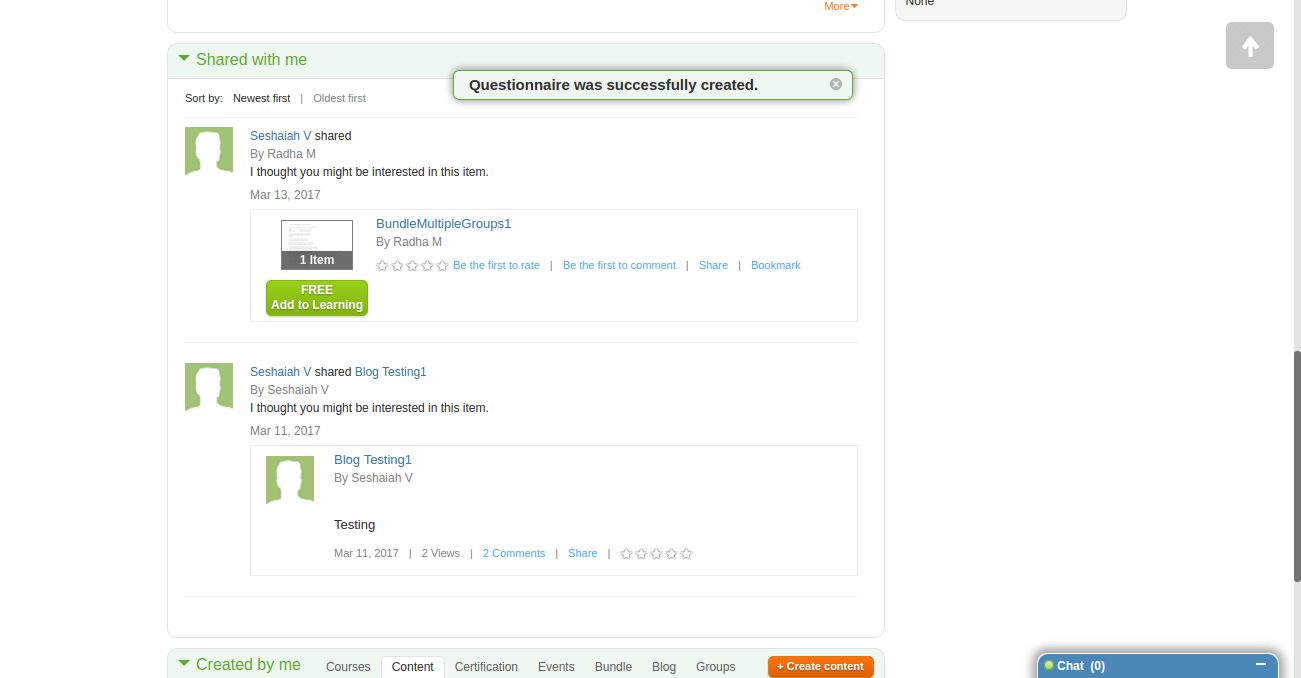 More
None
Shared with me
Questionnaire was successfully created.
Sort by: Newest first | Oldest first
Seshaiah V shared
By Radha M
I thought you might be interested in this item.
Mar 13, 2017
BundleMultipleGroups1
By Radha M
1 Item
Be the first to rate | Be the first to comment | Share | Bookmark
FREE
Add to Learning
Seshaiah V shared Blog Testing1
By Seshaiah V
I thought you might be interested in this item.
Mar 11, 2017
Blog Testing1
By Seshaiah V
Testing
Mar 11, 2017 | 2 Views | 2 Comments | Share |
Created by me Courses Content Certification Events Bundle Blog Groups + Create content
Chat (0)